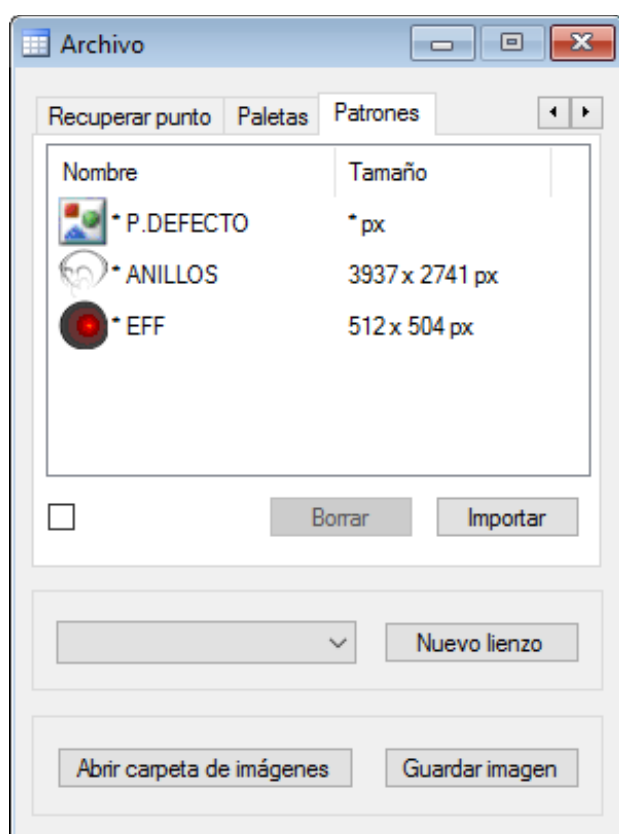 Archivo
Recuperar punto Paletas Patrones
Nombre Tamaño
* P.DEFECTO * px
* ANILLOS 3937 x 2741 px
* EFF 512 x 504 px
Borrar Importar
Nuevo lienzo
Abrir carpeta de imágenes Guardar imagen